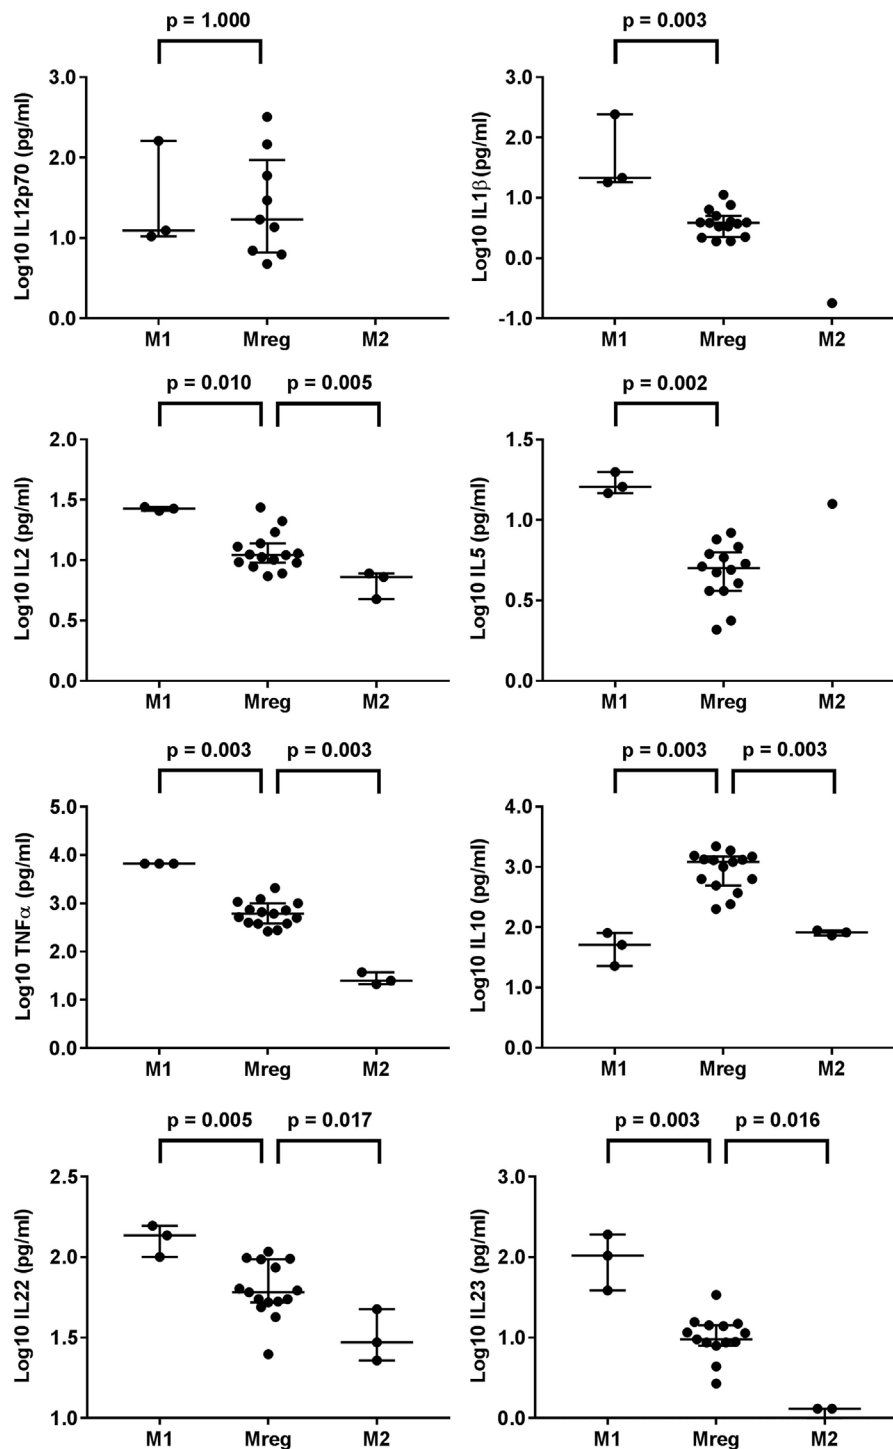 p = 1.000
Log10 IL12p70 (pg/ml)
3.0
2.0
1.0
0.0
M1 Mreg M2
p = 0.003
Log10 IL1β (pg/ml)
3.0
2.0
1.0
0.0
-1.0
M1 Mreg M2
p = 0.010 p = 0.005
Log10 IL2 (pg/ml)
2.0
1.5
1.0
0.5
0.0
M1 Mreg M2
p = 0.002
Log10 IL5 (pg/ml)
1.5
1.0
0.5
0.0
M1 Mreg M2
p = 0.003 p = 0.003
Log10 TNFα (pg/ml)
5.0
4.0
3.0
2.0
1.0
0.0
M1 Mreg M2
p = 0.003 p = 0.003
Log10 IL10 (pg/ml)
4.0
3.0
2.0
1.0
0.0
M1 Mreg M2
p = 0.005 p = 0.017
Log10 IL22 (pg/ml)
2.5
2.0
1.5
1.0
M1 Mreg M2
p = 0.003 p = 0.016
Log10 IL23 (pg/ml)
3.0
2.0
1.0
0.0
M1 Mreg M2